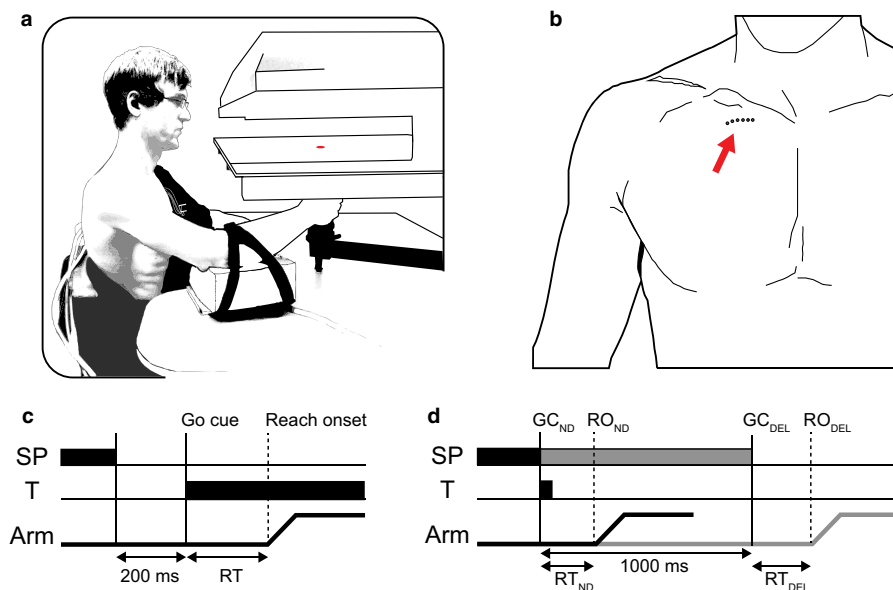 a
b
c
Go cue
Reach onset
SP
T
Arm
200 ms
RT
d
GC_ND
RO_ND
GC_DEL
RO_DEL
SP
T
Arm
1000 ms
RT_ND
RT_DEL